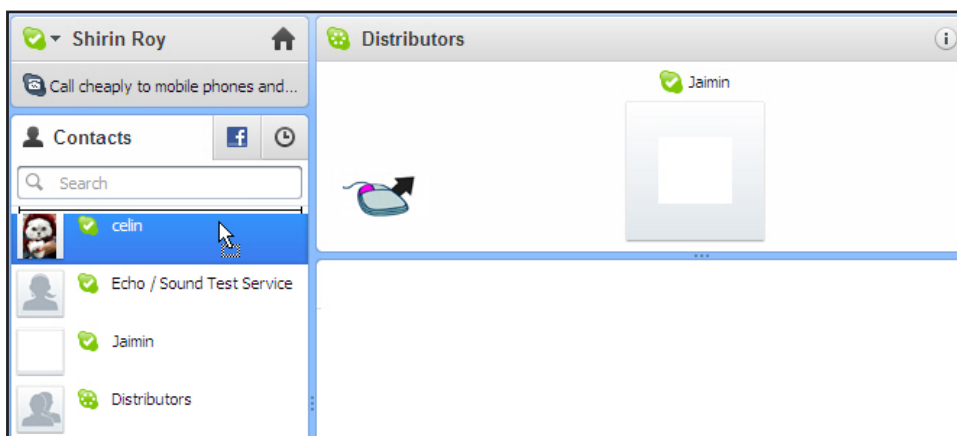 Shirin Roy
Call cheaply to mobile phones and...
Contacts
Search
celin
Echo / Sound Test Service
Jaimin
Distributors
Distributors
Jaimin